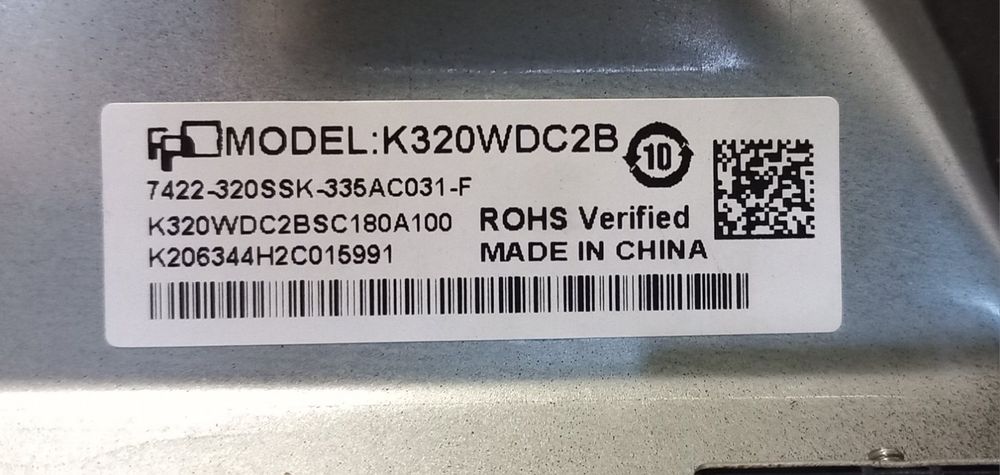 MODEL:K320WDC2B
10
7422-320SSK-335AC031-F
K320WDC2BSC180A100
ROHS Verified
K206344H2C015991
MADE IN CHINA